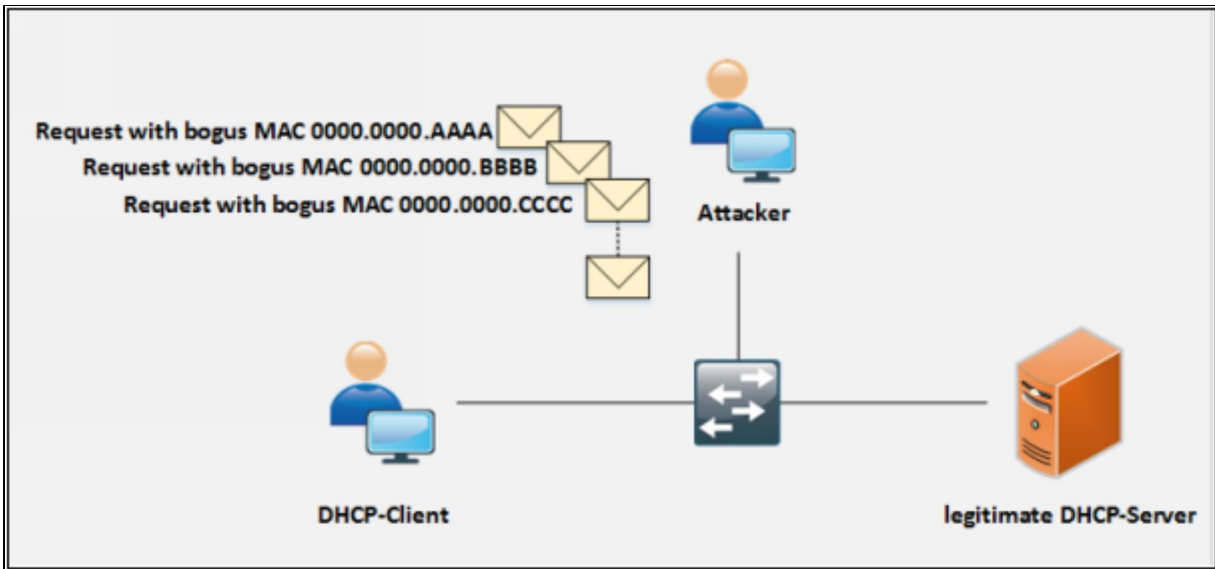 Request with bogus MAC 0000.0000.AAAA
Request with bogus MAC 0000.0000.BBBB
Request with bogus MAC 0000.0000.CCCC
Attacker
DHCP-Client
legitimate DHCP-Server